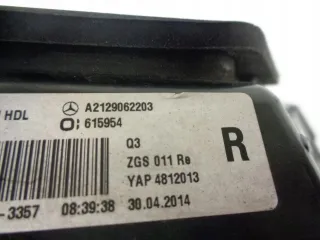 HDL A2129062203
615954
Q3
ZGS 011 Re
R
YAP 4812013
-3357 08:39:38 30.04.2014